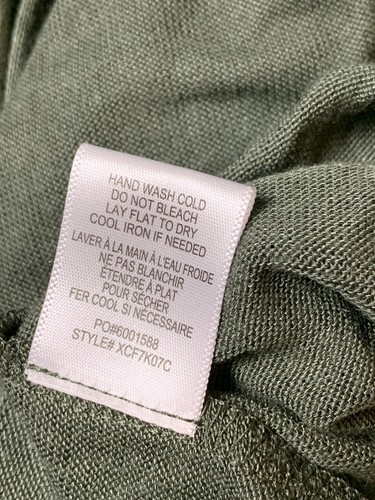 HAND WASH COLD
DO NOT BLEACH
LAY FLAT TO DRY
COOL IRON IF NEEDED
LAVER À LA MAIN À L'EAU FROIDE
NE PAS BLANCHIR
ÉTENDRE À PLAT
POUR SÉCHER
FER COOL SI NÉCESSAIRE
PO#6001588
STYLE# XCF7K07C